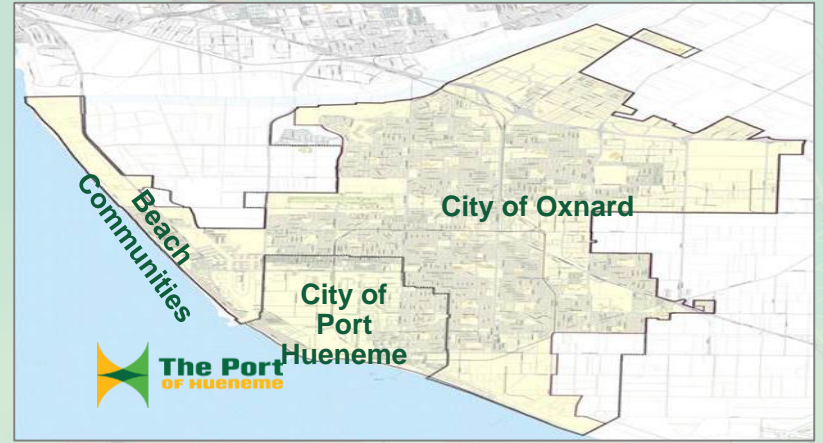 City of Oxnard
Beach
Communities
City of
Port
Hueneme
The Port
OF HUENEME